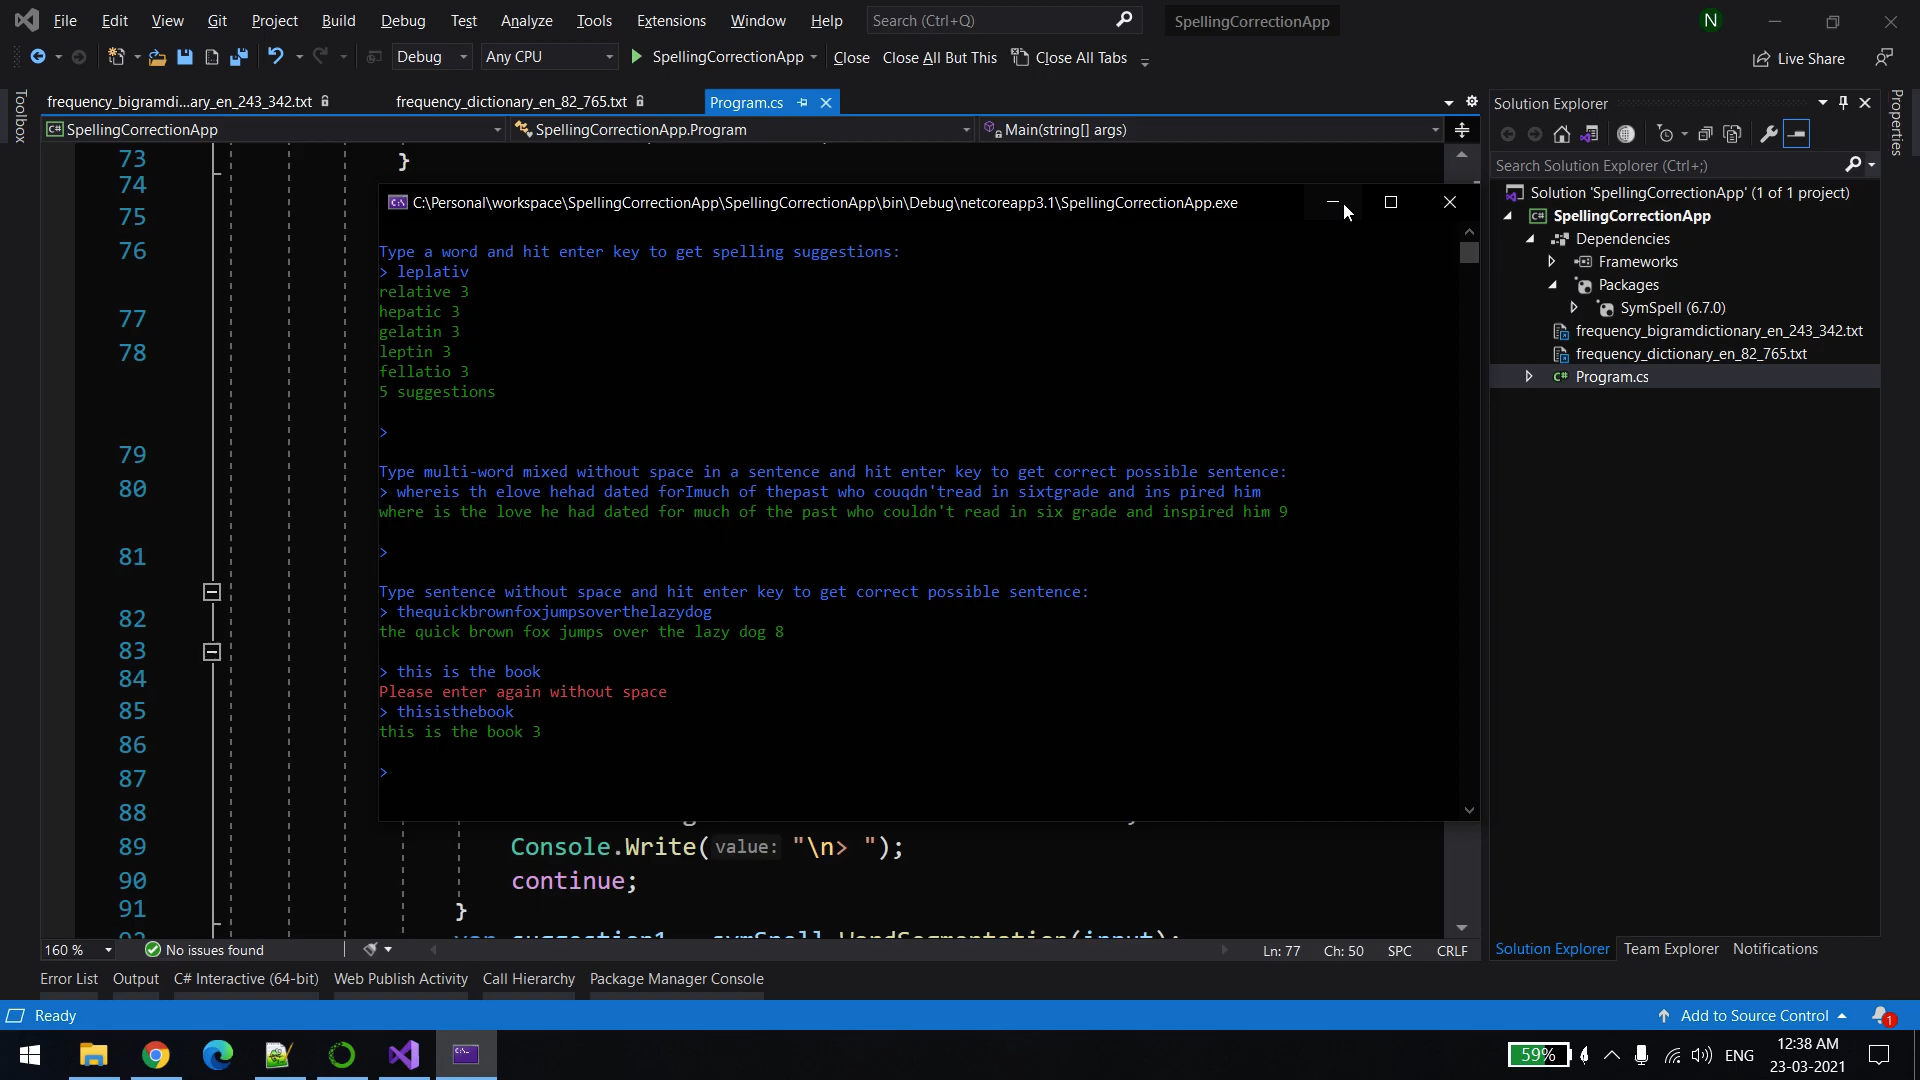 File Edit View Git Project Build Debug Test Analyze Tools Extensions Window Help Search (Ctrl+Q) SpellingCorrectionApp N
Debug Any CPU SpellingCorrectionApp Close Close All But This Close All Tabs Live Share
Toolbox
frequency_bigramdi...ary_en_243_342.txt frequency_dictionary_en_82_765.txt Program.cs
SpellingCorrectionApp SpellingCorrectionApp.Program Main(string[] args)
73 }
74
75
76
77
78
79
80
81
82
83
84
85
86
87
88
C:\Personal\workspace\SpellingCorrectionApp\SpellingCorrectionApp\bin\Debug\netcoreapp3.1\SpellingCorrectionApp.exe
Type a word and hit enter key to get spelling suggestions:
> leplativ
relative 3
hepatic 3
gelatin 3
leptin 3
fellatio 3
5 suggestions
>
Type multi-word mixed without space in a sentence and hit enter key to get correct possible sentence:
> whereis th elove hehad dated forImuch of thepast who couqdn'tread in sixtgrade and ins pired him
where is the love he had dated for much of the past who couldn't read in six grade and inspired him 9
>
Type sentence without space and hit enter key to get correct possible sentence:
> thequickbrownfoxjumpsoverthelazydog
the quick brown fox jumps over the lazy dog 8
> this is the book
Please enter again without space
> thisisthebook
this is the book 3
>
89 Console.Write(value: "\n> ");
90 continue;
91 }
var suggestion1 symSpell.WordSegmentation(input);
160 % No issues found Ln: 77 Ch: 50 SPC CRLF
Solution Explorer
Properties
Search Solution Explorer (Ctrl+;)
Solution 'SpellingCorrectionApp' (1 of 1 project)
C# SpellingCorrectionApp
Dependencies
Frameworks
Packages
SymSpell (6.7.0)
frequency_bigramdictionary_en_243_342.txt
frequency_dictionary_en_82_765.txt
C# Program.cs
Solution Explorer Team Explorer Notifications
Error List Output C# Interactive (64-bit) Web Publish Activity Call Hierarchy Package Manager Console
Ready Add to Source Control 1
59% ENG 12:38 AM
23-03-2021